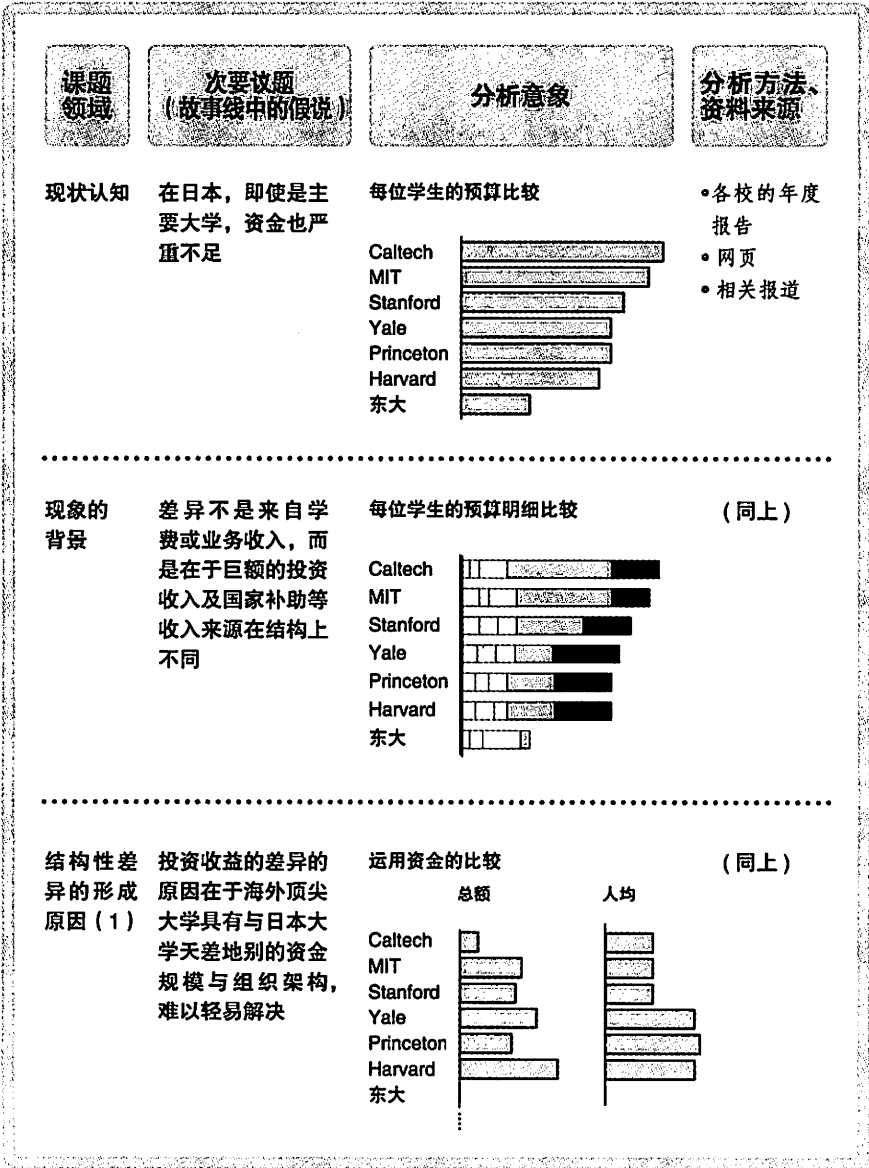 课题
领域
次要议题
（故事线中的假说）
分析意象
分析方法、
资料来源
现状认知
在日本，即使是主
要大学，资金也严
重不足
每位学生的预算比较
Caltech
MIT
Stanford
Yale
Princeton
Harvard
东大
•各校的年度
报告
•网页
•相关报道
现象的
背景
差异不是来自学
费或业务收入，而
是在于巨额的投资
收入及国家补助等
收入来源在结构上
不同
每位学生的预算明细比较
Caltech
MIT
Stanford
Yale
Princeton
Harvard
东大
（同上）
结构性差
异的形成
原因（1）
投资收益的差异的
原因在于海外顶尖
大学具有与日本大
学天差地别的资金
规模与组织架构，
难以轻易解决
运用资金的比较
总额
人均
Caltech
MIT
Stanford
Yale
Princeton
Harvard
东大
（同上）